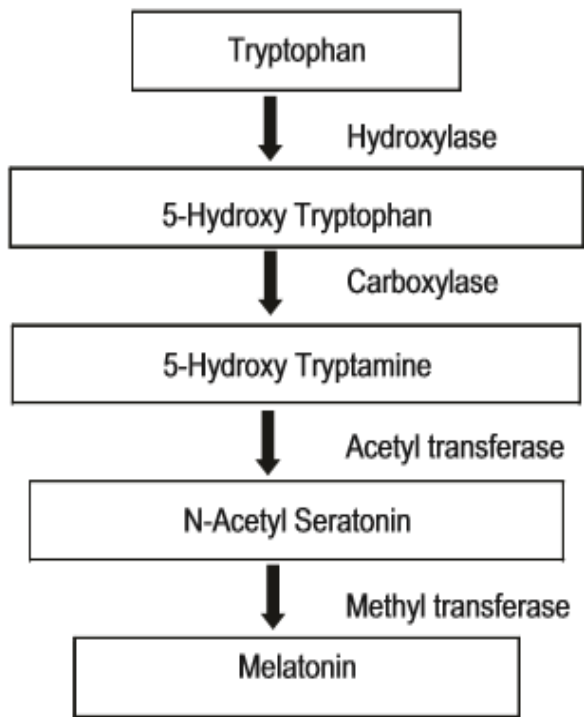 Tryptophan
Hydroxylase
5-Hydroxy Tryptophan
Carboxylase
5-Hydroxy Tryptamine
Acetyl transferase
N-Acetyl Seratonin
Methyl transferase
Melatonin